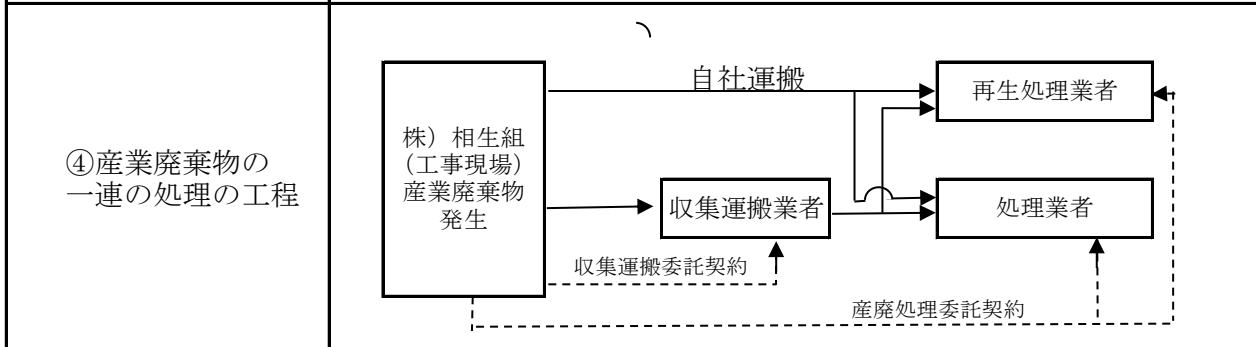 ④産業廃棄物の
一連の処理の工程
株）相生組
（工事現場）
産業廃棄物
発生
自社運搬
再生処理業者
収集運搬業者
処理業者
収集運搬委託契約
産廃処理委託契約